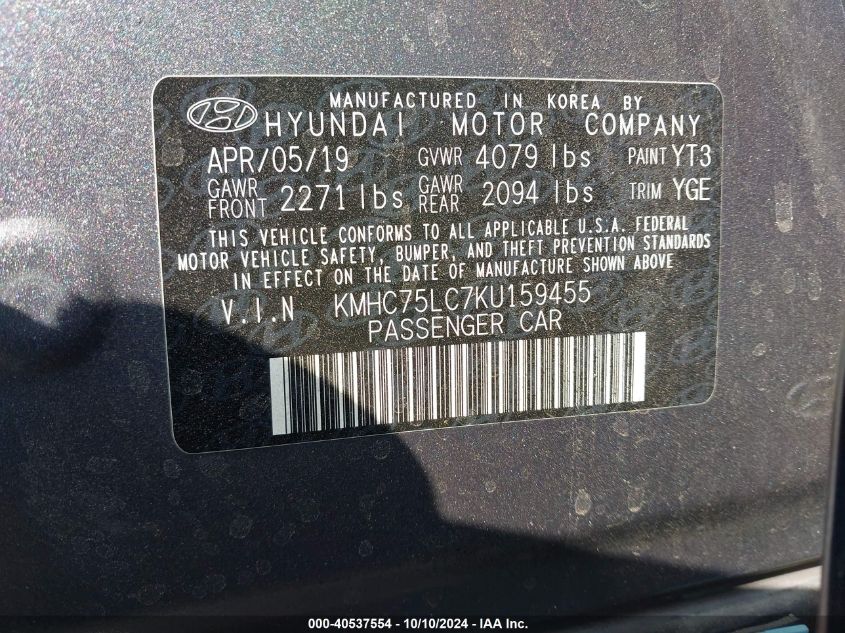 MANUFACTURED IN KOREA BY
HYUNDAI MOTOR COMPANY
APR/05/19 GVWR 4079 lbs PAINT YT3
GAWR FRONT 2271 lbs GAWR REAR 2094 lbs TRIM YGE
THIS VEHICLE CONFORMS TO ALL APPLICABLE U.S.A. FEDERAL
MOTOR VEHICLE SAFETY, BUMPER, AND THEFT PREVENTION STANDARDS
IN EFFECT ON THE DATE OF MANUFACTURE SHOWN ABOVE
V.I.N KMHC75LC7KU159455
PASSENGER CAR
000-40537554 - 10/10/2024 - IAA Inc.